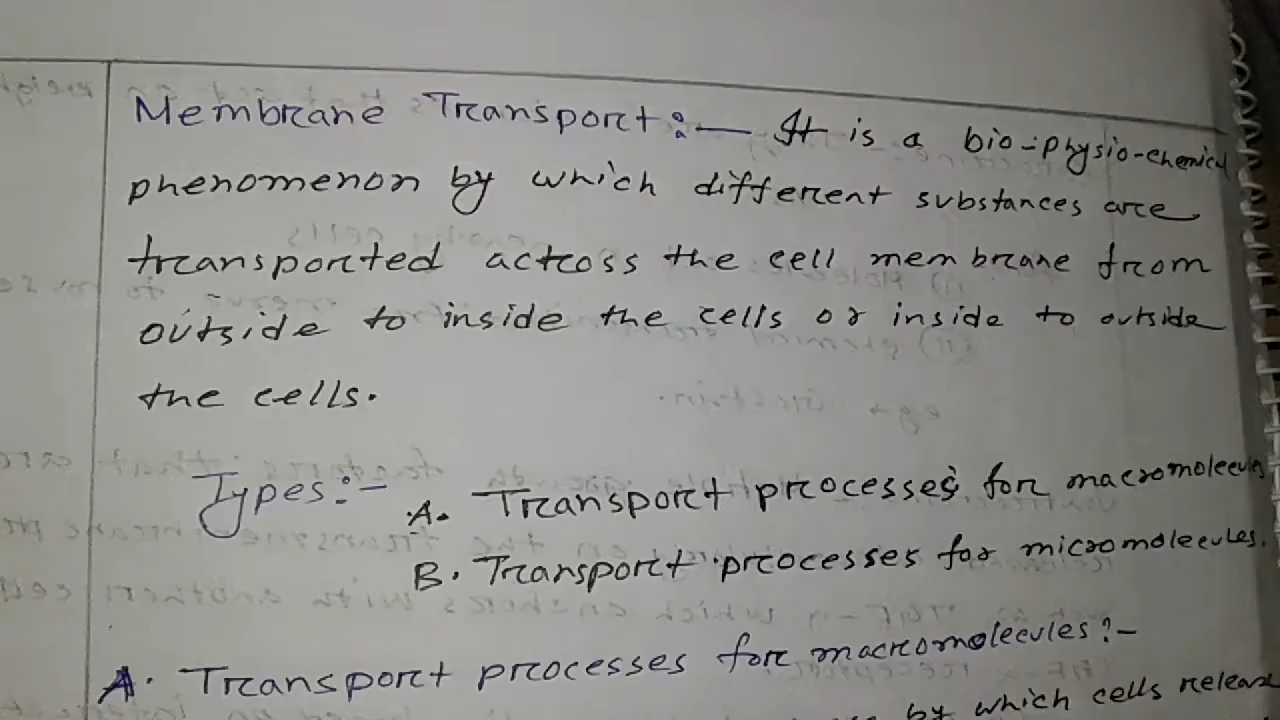 Membrane Transport:— It is a bio-physio-chemical
phenomenon by which different substances are
transported across the cell membrane from
outside to inside the cells or inside to outside
the cells.
Types:- A. Transport processes for macromolecules
B. Transport processes for micromolecules.
A. Transport processes for macromolecules:-
by which cells release